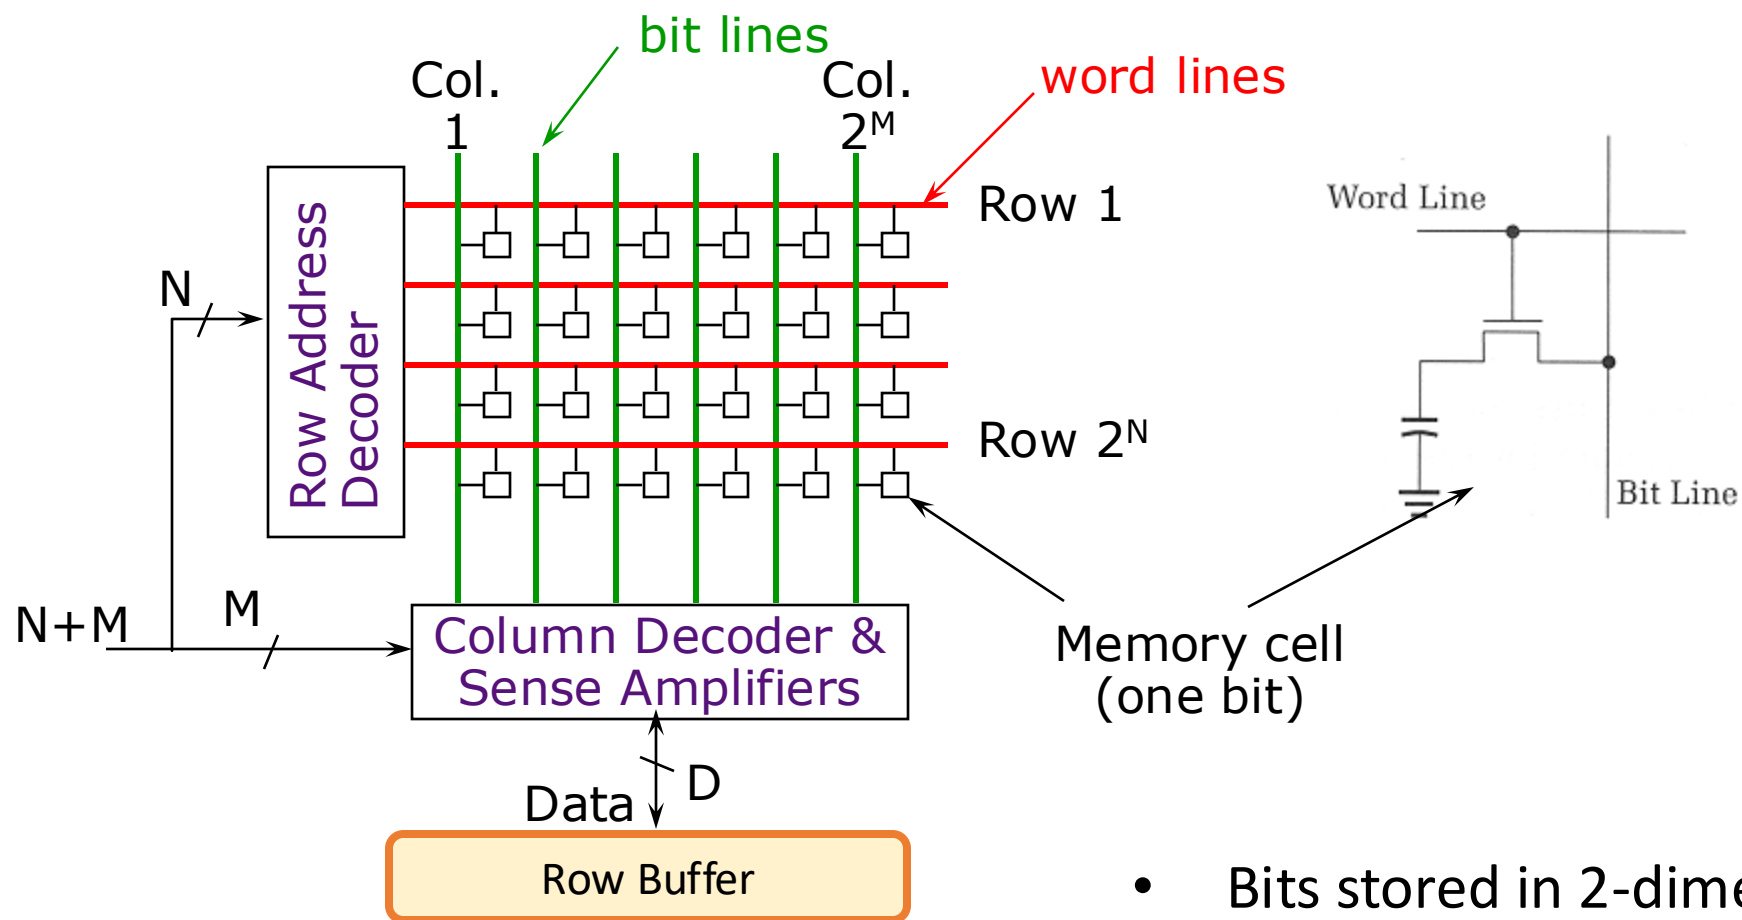 bit lines
Col.
1
Col.
2ᴹ
word lines
Row 1
Word Line
N
Row Address
Decoder
Row 2ᴺ
Bit Line
N+M
M
Column Decoder &
Sense Amplifiers
Memory cell
(one bit)
D
Data
Row Buffer
• Bits stored in 2-dime